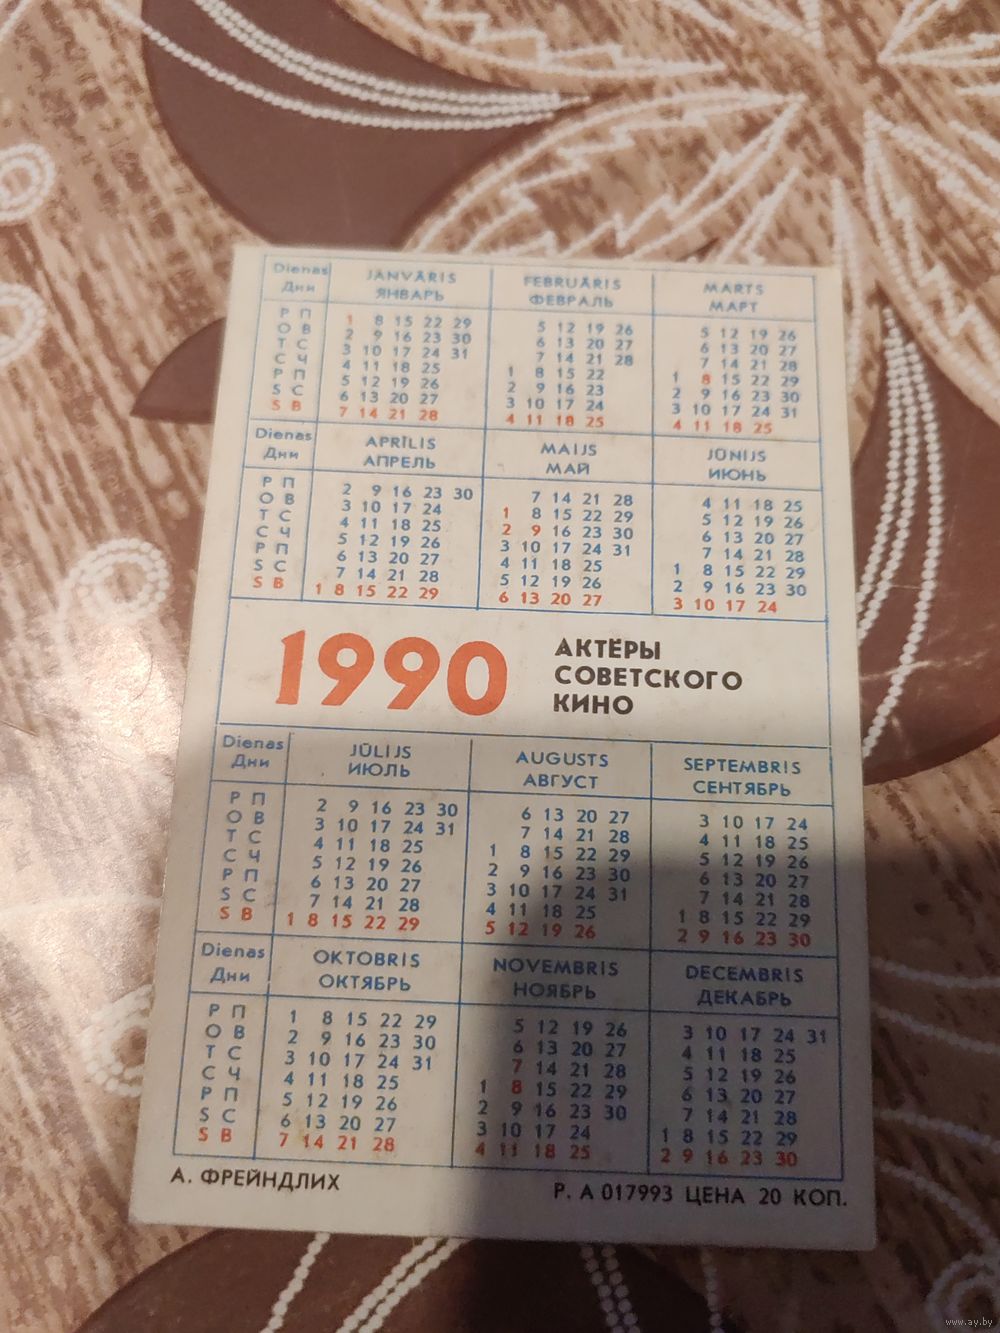 Dienas JANVĀRIS FEBRUĀRIS MARTS
Дни ЯНВАРЬ ФЕВРАЛЬ МАРТ
P П 1 8 15 22 29 5 12 19 26 5 12 19 26
O В 2 9 16 23 30 6 13 20 27 6 13 20 27
T С 3 10 17 24 31 7 14 21 28 7 14 21 28
C Ч 4 11 18 25 1 8 15 22 1 8 15 22 29
P П 5 12 19 26 2 9 16 23 2 9 16 23 30
S С 6 13 20 27 3 10 17 24 3 10 17 24 31
S В 7 14 21 28 4 11 18 25 4 11 18 25
Dienas APRĪLIS MAIJS JŪNIJS
Дни АПРЕЛЬ МАЙ ИЮНЬ
P П 2 9 16 23 30 7 14 21 28 4 11 18 25
O В 3 10 17 24 1 8 15 22 29 5 12 19 26
T С 4 11 18 25 2 9 16 23 30 6 13 20 27
C Ч 5 12 19 26 3 10 17 24 31 7 14 21 28
P П 6 13 20 27 4 11 18 25 1 8 15 22 29
S С 7 14 21 28 5 12 19 26 2 9 16 23 30
S В 1 8 15 22 29 6 13 20 27 3 10 17 24
1990 АКТЁРЫ
СОВЕТСКОГО
КИНО
Dienas JŪLIJS AUGUSTS SEPTEMBRIS
Дни ИЮЛЬ АВГУСТ СЕНТЯБРЬ
P П 2 9 16 23 30 6 13 20 27 3 10 17 24
O В 3 10 17 24 31 7 14 21 28 4 11 18 25
T С 4 11 18 25 1 8 15 22 29 5 12 19 26
C Ч 5 12 19 26 2 9 16 23 30 6 13 20 27
P П 6 13 20 27 3 10 17 24 31 7 14 21 28
S С 7 14 21 28 4 11 18 25 1 8 15 22 29
S В 1 8 15 22 29 5 12 19 26 2 9 16 23 30
Dienas OKTOBRIS NOVEMBRIS DECEMBRIS
Дни ОКТЯБРЬ НОЯБРЬ ДЕКАБРЬ
P П 1 8 15 22 29 5 12 19 26 3 10 17 24 31
O В 2 9 16 23 30 6 13 20 27 4 11 18 25
T С 3 10 17 24 31 7 14 21 28 5 12 19 26
C Ч 4 11 18 25 1 8 15 22 29 6 13 20 27
P П 5 12 19 26 2 9 16 23 30 7 14 21 28
S С 6 13 20 27 3 10 17 24 1 8 15 22 29
S В 7 14 21 28 4 11 18 25 2 9 16 23 30
А. ФРЕЙНДЛИХ Р. А 017993 ЦЕНА 20 КОП.
www.ay.by